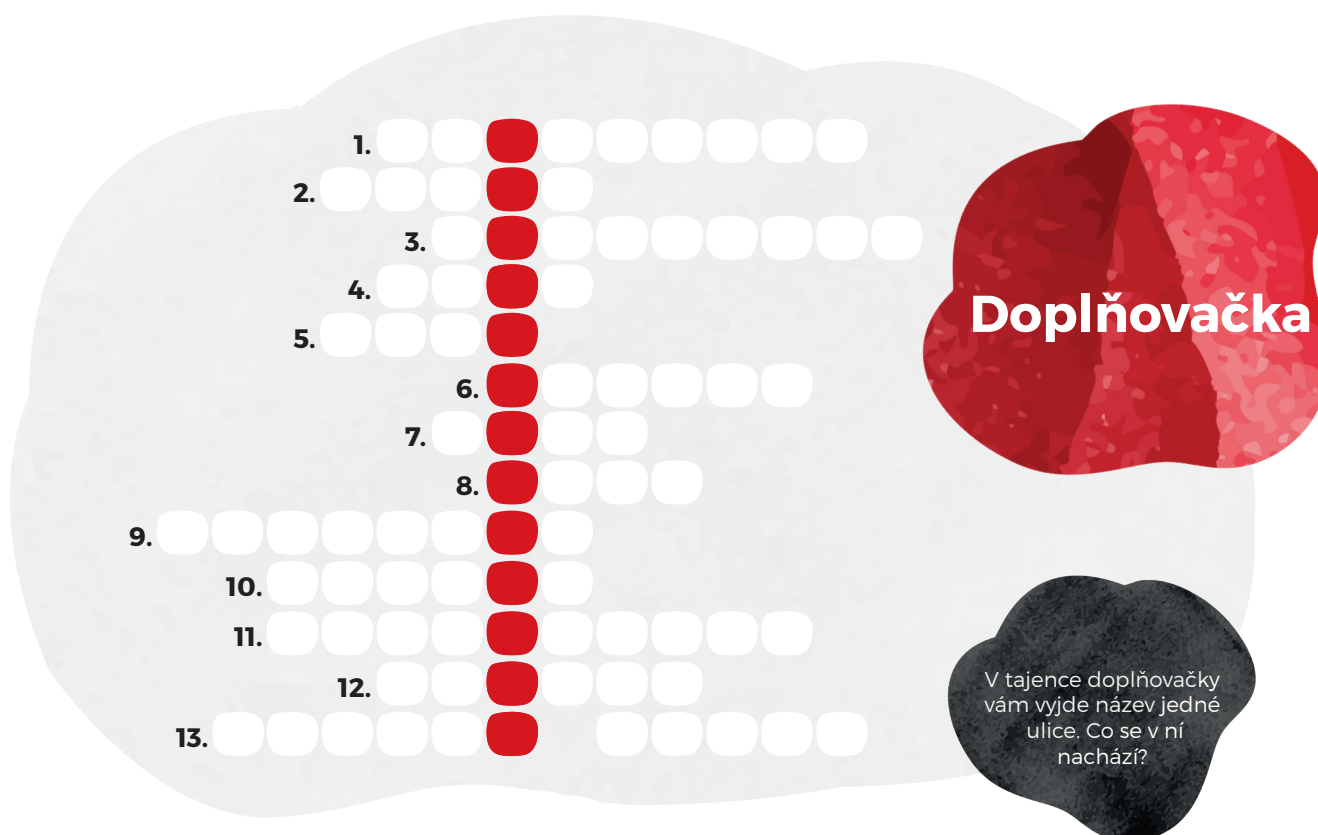 1.
2.
3.
4.
5.
6.
7.
8.
9.
10.
11.
12.
13.
Doplňovačka
V tajence doplňovačky
vám vyjde název jedné
ulice. Co se v ní
nachází?